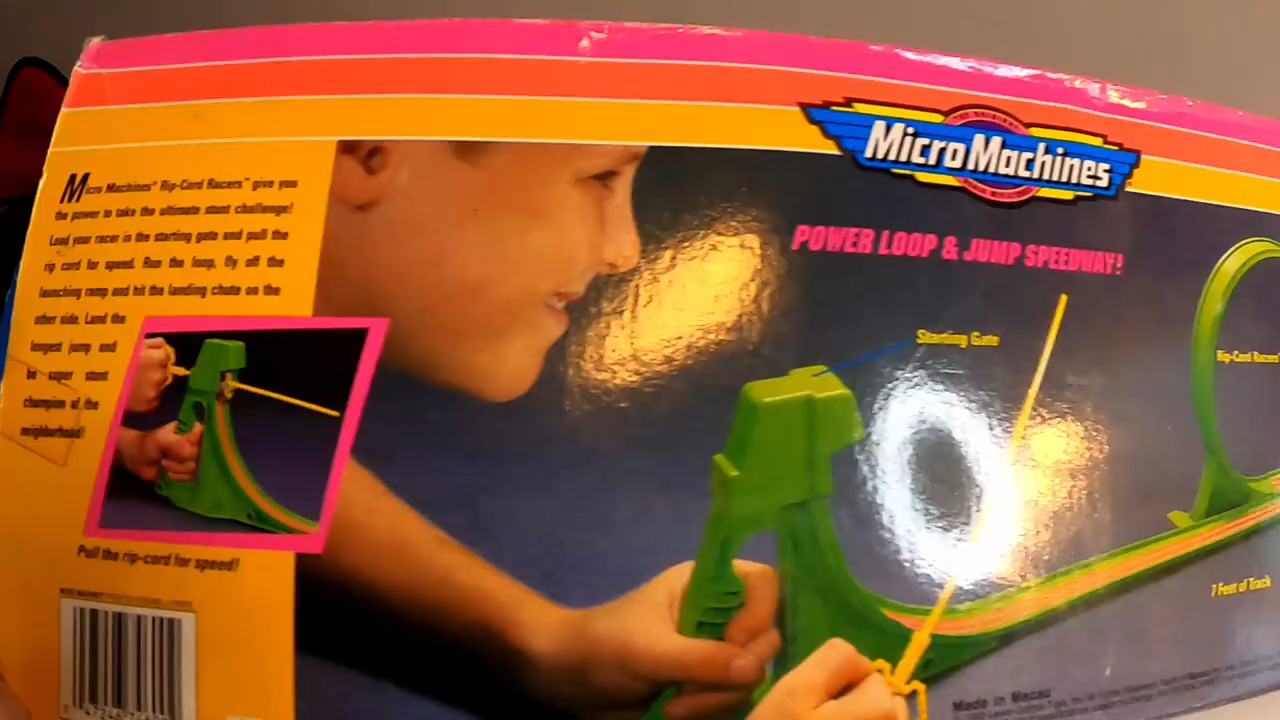 MicroMachines
Micro Machines® Rip-Cord Racers™ give you
the power to take the ultimate stunt challenge!
Load your racer in the starting gate and pull the
rip cord for speed. Run the loop, fly off the
launching ramp and hit the landing chute on the
other side. Land the
longest jump and
be super stunt
champion of the
neighborhood!
Pull the rip-cord for speed!
POWER LOOP & JUMP SPEEDWAY!
Starting Gate
Rip-Cord Racers
7 Feet of Track
Made in Macau